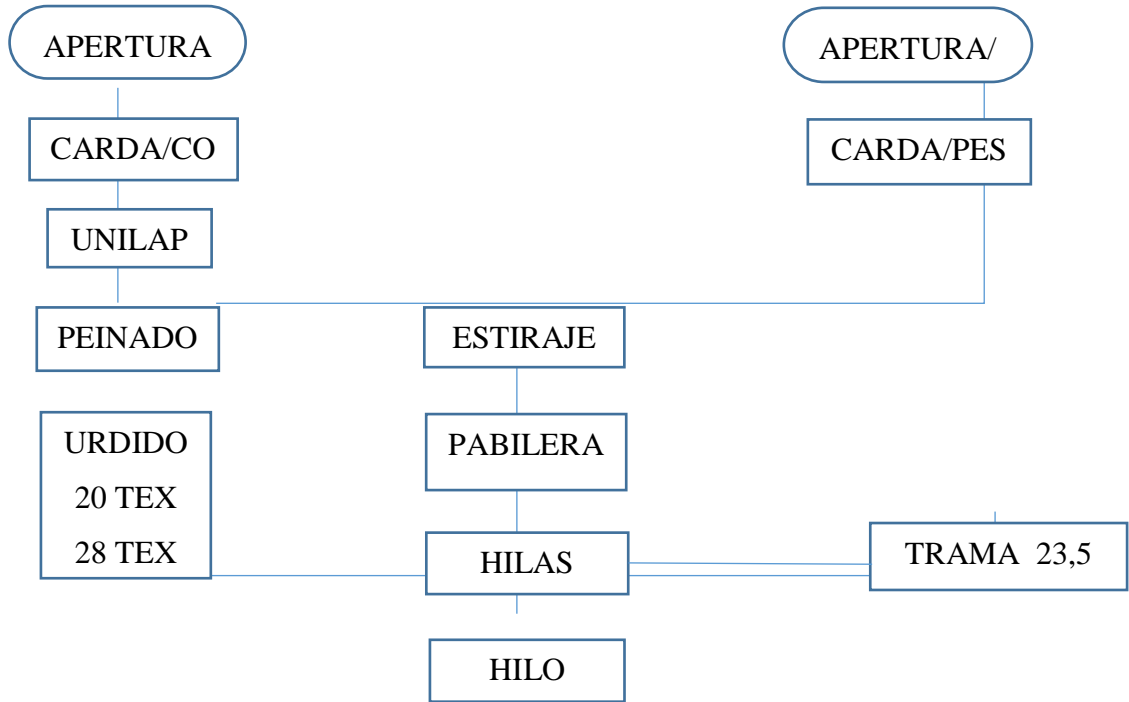 APERTURA
APERTURA/
CARDA/CO
CARDA/PES
UNILAP
PEINADO
ESTIRAJE
URDIDO
20 TEX
28 TEX
PABILERA
HILAS
TRAMA 23,5
HILO